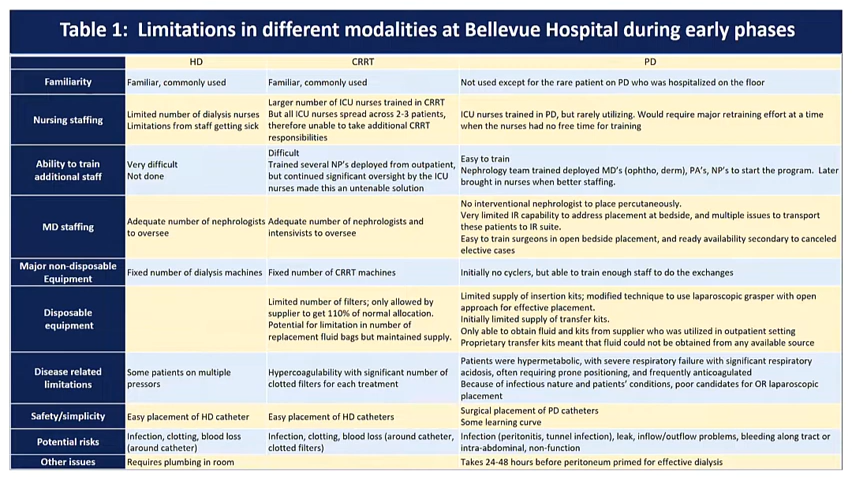 Table 1: Limitations in different modalities at Bellevue Hospital during early phases
HD CRRT PD
Familiarity
Familiar, commonly used
Familiar, commonly used
Not used except for the rare patient on PD who was hospitalized on the floor
Nursing staffing
Limited number of dialysis nurses
Limitations from staff getting sick
Larger number of ICU nurses trained in CRRT
But all ICU nurses spread across 2-3 patients,
therefore unable to take additional CRRT
responsibilities
ICU nurses trained in PD, but rarely utilizing. Would require major retraining effort at a time
when the nurses had no free time for training
Ability to train
additional staff
Very difficult
Not done
Difficult
Trained several NP's deployed from outpatient,
but continued significant oversight by the ICU
nurses made this an untenable solution
Easy to train
Nephrology team trained deployed MD's (ophtho, derm), PA's, NP's to start the program. Later
brought in nurses when better staffing.
MD staffing
Adequate number of nephrologists
to oversee
Adequate number of nephrologists and
intensivists to oversee
No interventional nephrologist to place percutaneously.
Very limited IR capability to address placement at bedside, and multiple issues to transport
these patients to IR suite.
Easy to train surgeons in open bedside placement, and ready availability secondary to canceled
elective cases
Major non-disposable
Equipment
Fixed number of dialysis machines
Fixed number of CRRT machines
Initially no cyclers, but able to train enough staff to do the exchanges
Disposable
equipment
Limited number of filters; only allowed by
supplier to get 110% of normal allocation.
Potential for limitation in number of
replacement fluid bags but maintained supply.
Limited supply of insertion kits; modified technique to use laparoscopic grasper with open
approach for effective placement.
Initially limited supply of transfer kits.
Only able to obtain fluid and kits from supplier who was utilized in outpatient setting
Proprietary transfer kits meant that fluid could not be obtained from any available source
Disease related
limitations
Some patients on multiple
pressors
Hypercoagulability with significant number of
clotted filters for each treatment
Patients were hypermetabolic, with severe respiratory failure with significant respiratory
acidosis, often requiring prone positioning, and frequently anticoagulated
Because of infectious nature and patients' conditions, poor candidates for OR laparoscopic
placement
Safety/simplicity
Easy placement of HD catheter
Easy placement of HD catheters
Surgical placement of PD catheters
Some learning curve
Potential risks
Infection, clotting, blood loss
(around catheter)
Infection, clotting, blood loss (around catheter,
clotted filters)
Infection (peritonitis, tunnel infection), leak, inflow/outflow problems, bleeding along tract or
intra-abdominal, non-function
Other issues
Requires plumbing in room
Takes 24-48 hours before peritoneum primed for effective dialysis